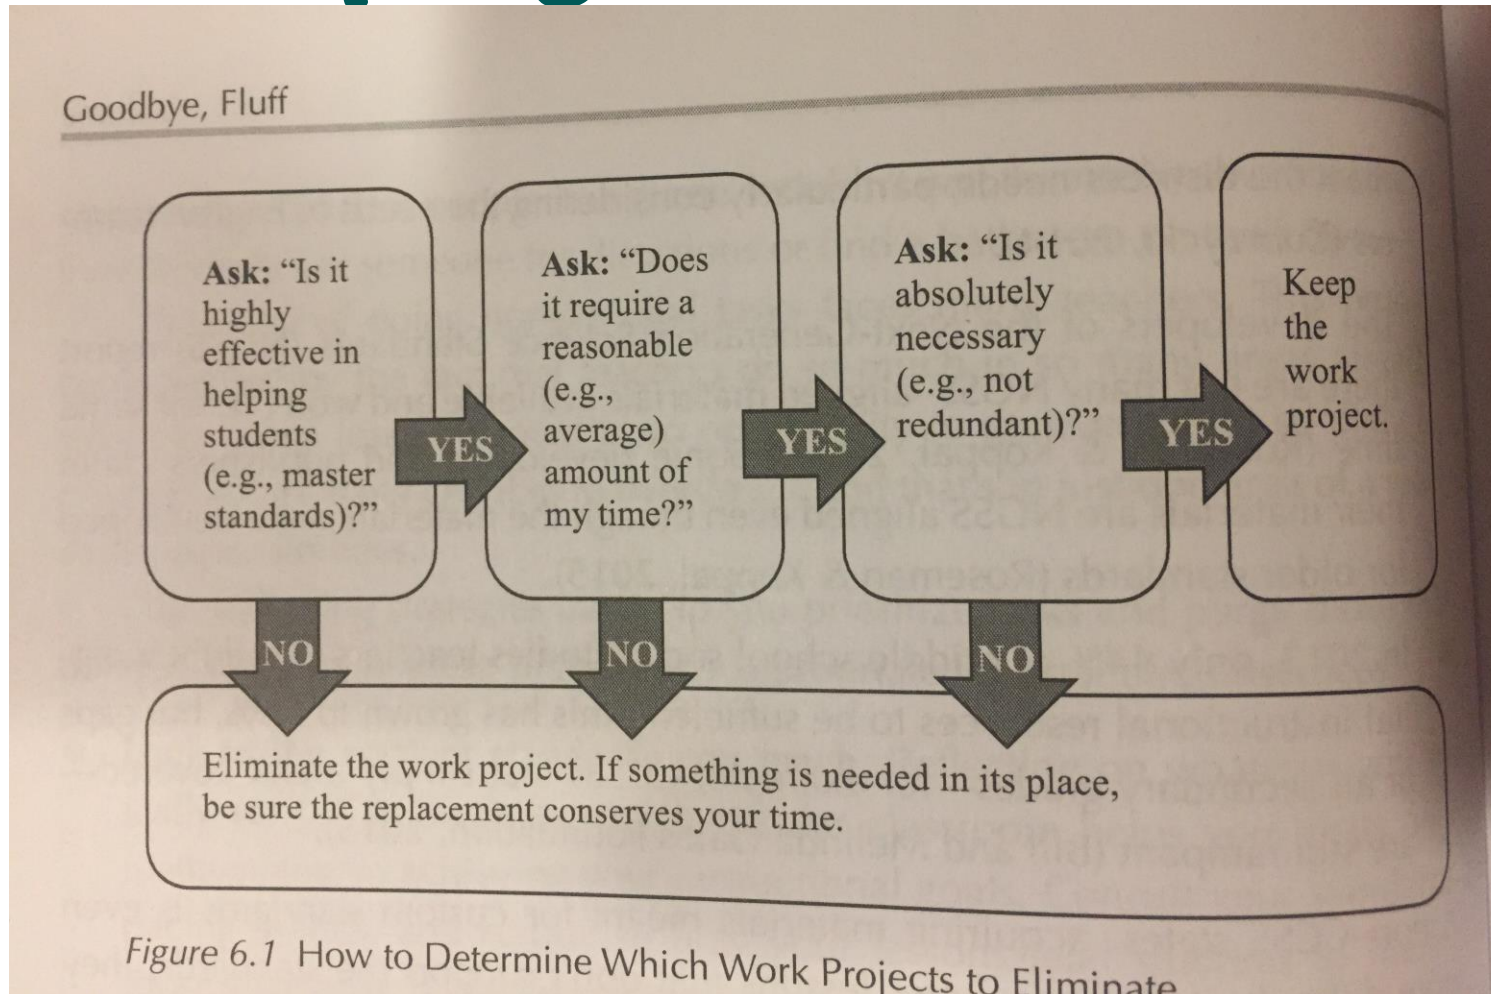 Goodbye, Fluff
Ask: “Is it
highly
effective in
helping
students
(e.g., master
standards)?”
YES
Ask: “Does
it require a
reasonable
(e.g.,
average)
amount of
my time?”
YES
Ask: “Is it
absolutely
necessary
(e.g., not
redundant)?”
YES
Keep
the
work
project.
NO
NO
NO
Eliminate the work project. If something is needed in its place,
be sure the replacement conserves your time.
Figure 6.1 How to Determine Which Work Projects to Eliminate